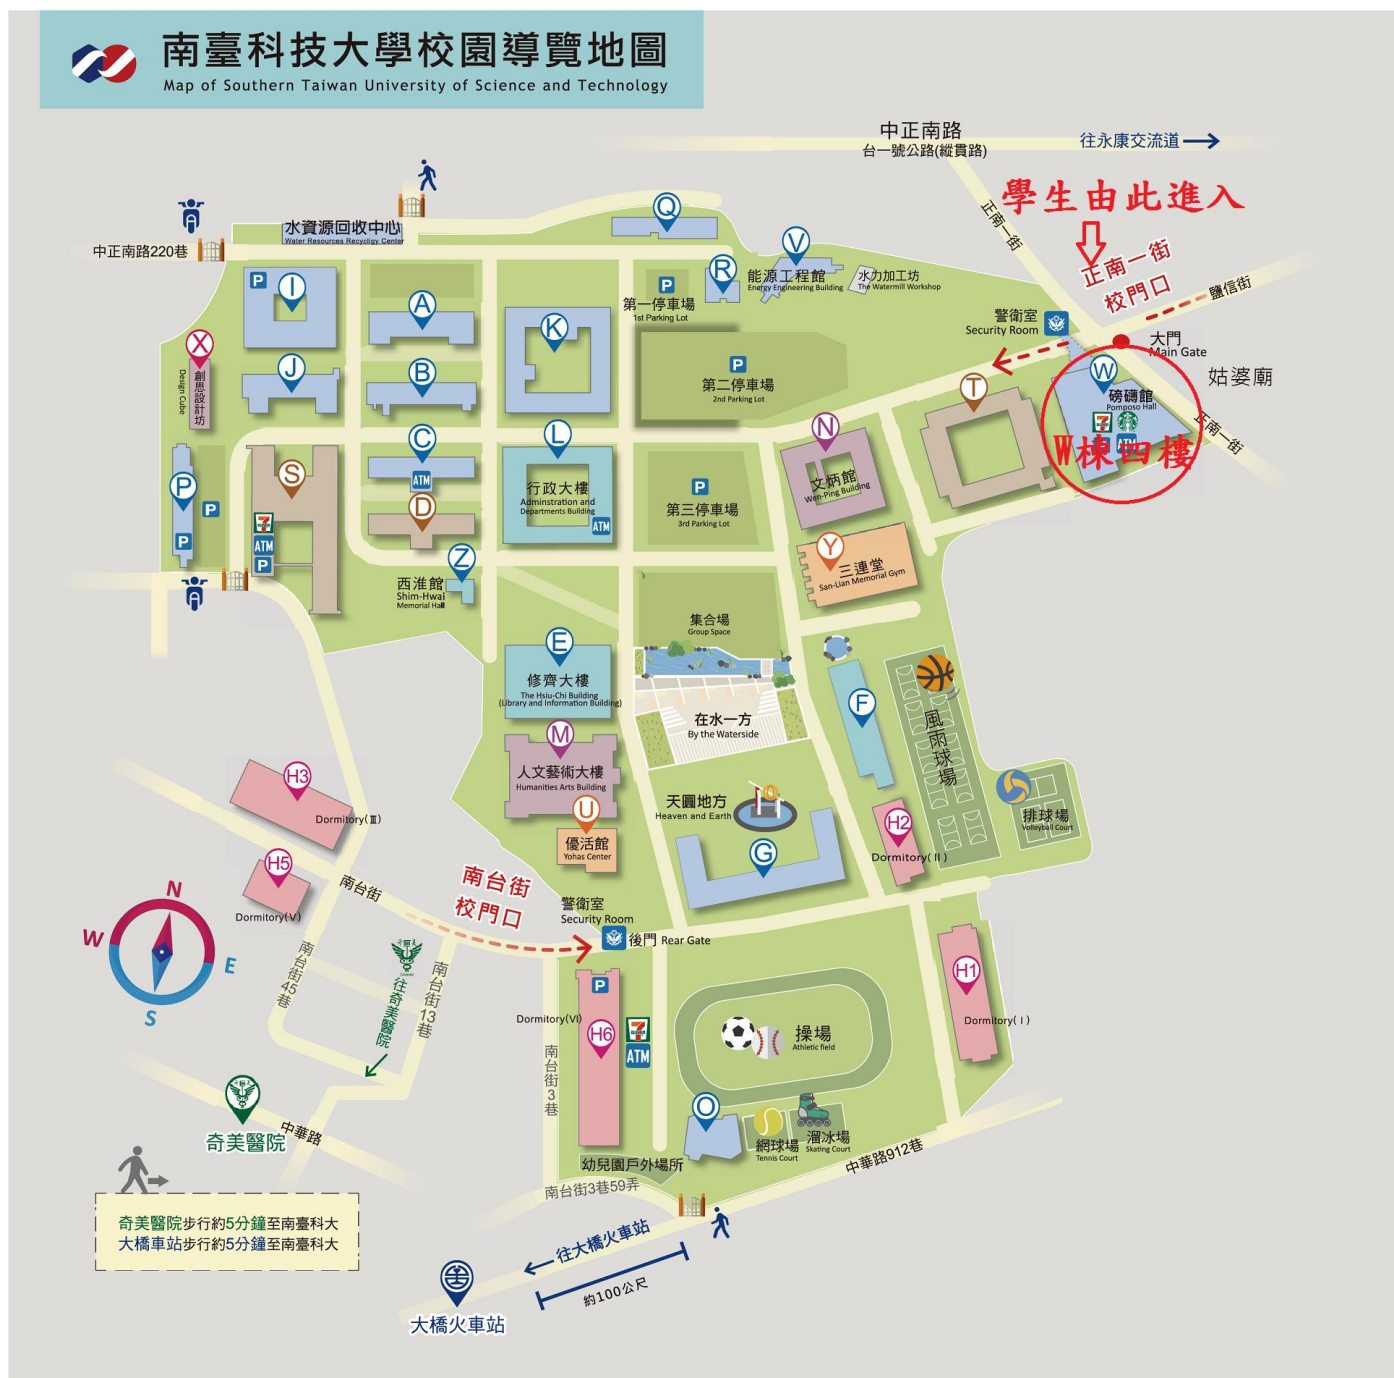 南臺科技大學校園導覽地圖
Map of Southern Taiwan University of Science and Technology
中正南路
台一號公路(縱貫路)
往永康交流道
正南一街
學生由此進入
正南一街
校門口
鹽信街
大門
Main Gate
姑婆廟
正南一街
警衛室
Security Room
W
磅礴館
Pomposo Hall
7
ATM
W棟四樓
T
水資源回收中心
Water Resources Recycligy Center
中正南路220巷
Q
R
V
能源工程館
Energy Engineering Building
水力加工坊
The Watermill Workshop
P
第一停車場
1st Parking Lot
P
I
A
K
P
第二停車場
2nd Parking Lot
X
創思設計坊
Design Cube
J
B
N
文炳館
Wen-Ping Building
C
ATM
L
行政大樓
Adminstration and
Departments Building
ATM
P
第三停車場
3rd Parking Lot
P
P
P
S
7
ATM
P
D
Y
三連堂
San-Lian Memorial Gym
Z
西淮館
Shim-Hwai
Memorial Hall
集合場
Group Space
E
修齊大樓
The Hsiu-Chi Building
(Library and Information Building)
在水一方
By the Waterside
F
風雨球場
M
人文藝術大樓
Humanities Arts Building
天圓地方
Heaven and Earth
排球場
Volleyball Court
H3
Dormitory(Ⅲ)
U
優活館
Yohas Center
G
H2
Dormitory(Ⅱ)
H5
Dormitory(Ⅴ)
南台街
南台街
校門口
警衛室
Security Room
後門 Rear Gate
N
W
E
S
南台街45巷
往奇美醫院
南台街13巷
P
Dormitory(Ⅵ)
H6
7
ATM
南台街3巷
操場
Athletic field
H1
Dormitory(Ⅰ)
奇美醫院
中華路
O
網球場
Tennis Court
溜冰場
Skating Court
中華路912巷
幼兒園戶外場所
南台街3巷59弄
奇美醫院步行約5分鐘至南臺科大
大橋車站步行約5分鐘至南臺科大
往大橋火車站
約100公尺
大橋火車站